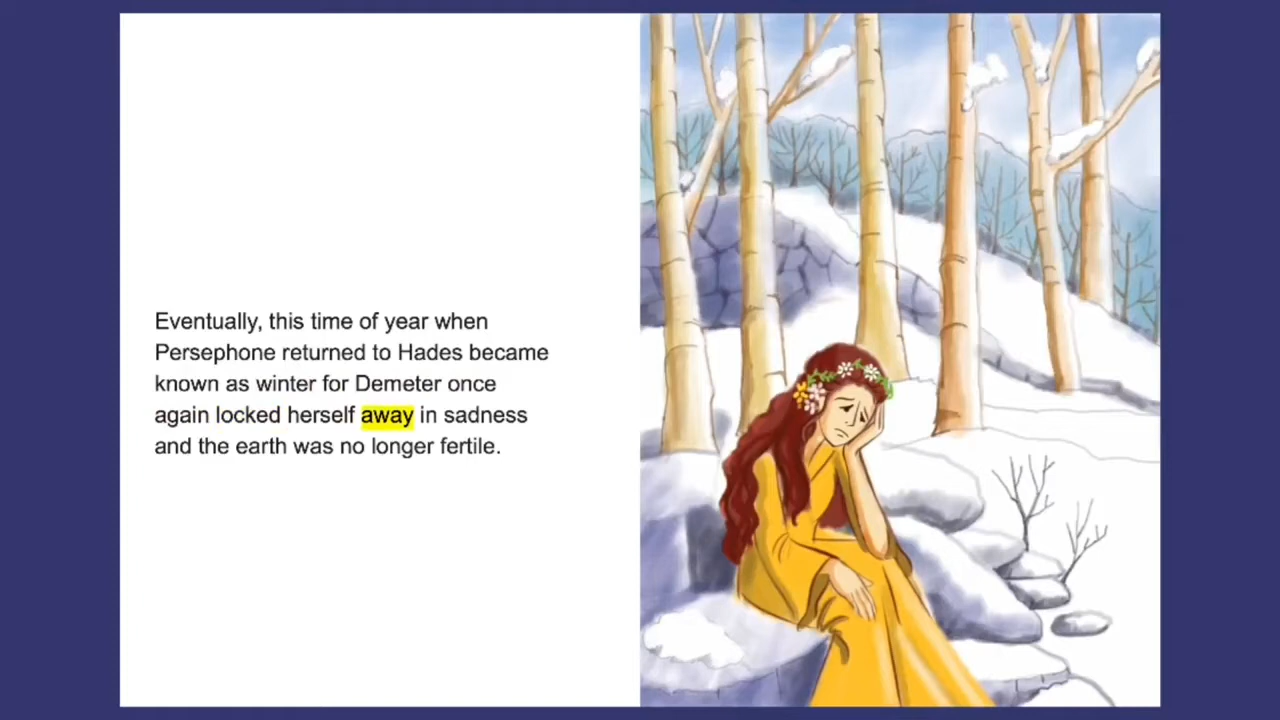 Eventually, this time of year when
Persephone returned to Hades became
known as winter for Demeter once
again locked herself away in sadness
and the earth was no longer fertile.